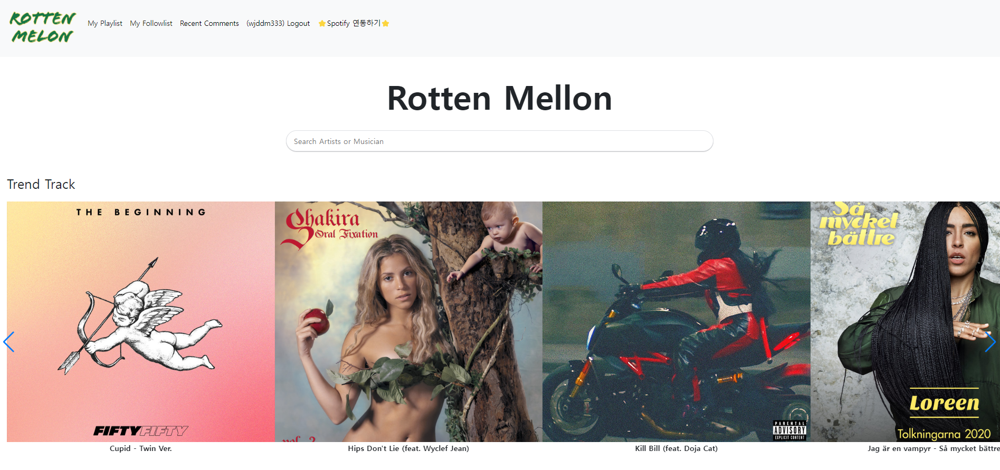 ROTTEN
MELON
My Playlist My Followlist Recent Comments (wjddm333) Logout ⭐Spotify 연동하기⭐
Rotten Mellon
Search Artists or Musician
Trend Track
THE BEGINNING
FIFTYFIFTY
Shakira
Oral Fixation
vol. 2
PARENTAL
ADVISORY
EXPLICIT CONTENT
Så
myckel
bättre
Loreen
Tolkningarna 2020
Cupid - Twin Ver.
Hips Don't Lie (feat. Wyclef Jean)
Kill Bill (feat. Doja Cat)
Jag är en vampyr - Så mycket bättre